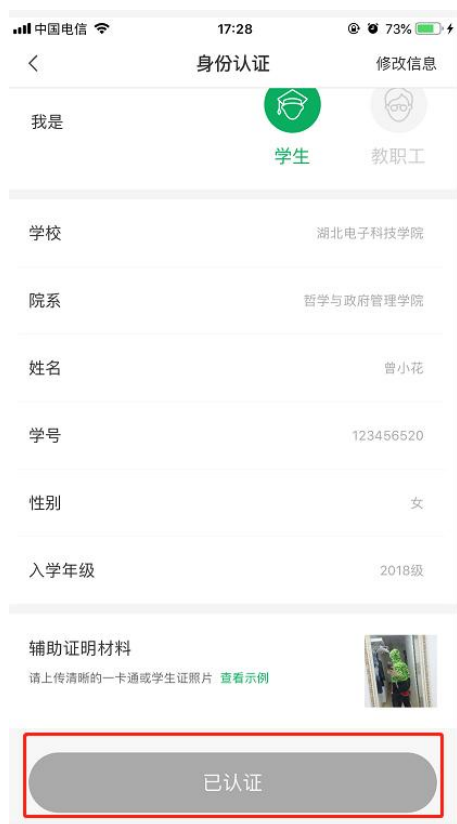 中国电信 17:28 73%
身份认证 修改信息
我是
学生 教职工
学校 湖北电子科技学院
院系 哲学与政府管理学院
姓名 曾小花
学号 123456520
性别 女
入学年级 2018级
辅助证明材料
请上传清晰的一卡通或学生证照片 查看示例
已认证